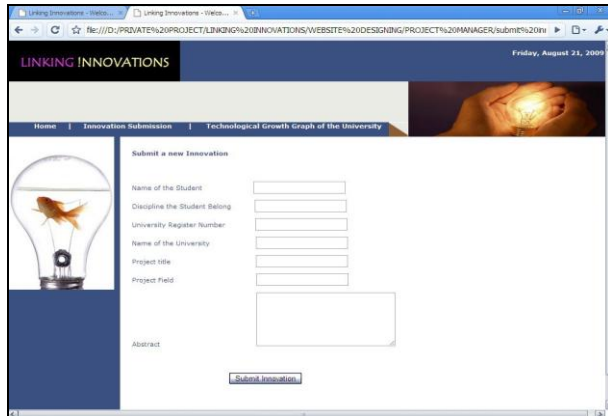 Linking Innovations - Welco...
Linking Innovations - Welco...
file:///D:/PRIVATE%20PROJECT/LINKING%20INNOVATIONS/WEBSITE%20DESIGNING/PROJECT%20MANAGER/submit%20in
LINKING !NNOVATIONS
Friday, August 21, 2009
Home | Innovation Submission | Technological Growth Graph of the University
Submit a new Innovation
Name of the Student
Discipline the Student Belong
University Register Number
Name of the University
Project title
Project Field
Abstract
Submit Innovation